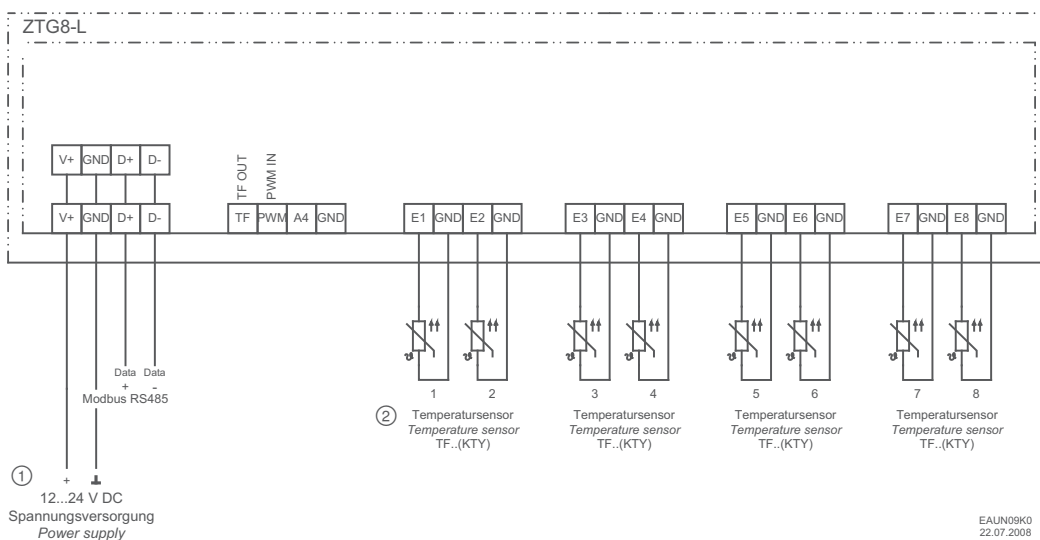 ZTG8-L
V+ GND D+ D-
TF OUT
PWM IN
V+ GND D+ D-
TF PWM A4 GND
E1 GND E2 GND
E3 GND E4 GND
E5 GND E6 GND
E7 GND E8 GND
ϑ ϑ ϑ ϑ ϑ ϑ ϑ ϑ
Data Data
+ -
Modbus RS485
1 2
3 4
5 6
7 8
②
Temperatursensor
Temperature sensor
TF..(KTY)
Temperatursensor
Temperature sensor
TF..(KTY)
Temperatursensor
Temperature sensor
TF..(KTY)
Temperatursensor
Temperature sensor
TF..(KTY)
①
+
12...24 V DC
Spannungsversorgung
Power supply
EAUN09K0
22.07.2008